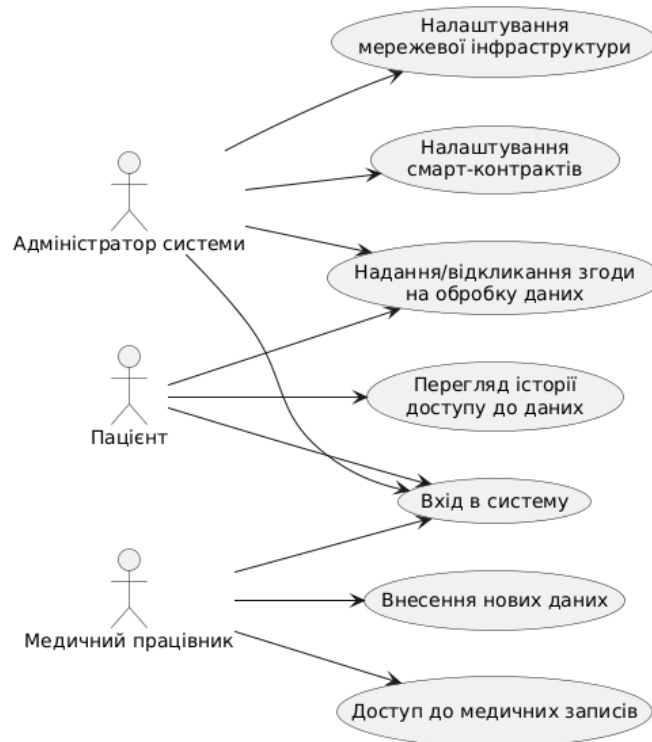 Налаштування
мережевої інфраструктури
Налаштування
смарт-контрактів
Адміністратор системи
Надання/відкликання згоди
на обробку даних
Перегляд історії
доступу до даних
Пацієнт
Вхід в систему
Внесення нових даних
Медичний працівник
Доступ до медичних записів